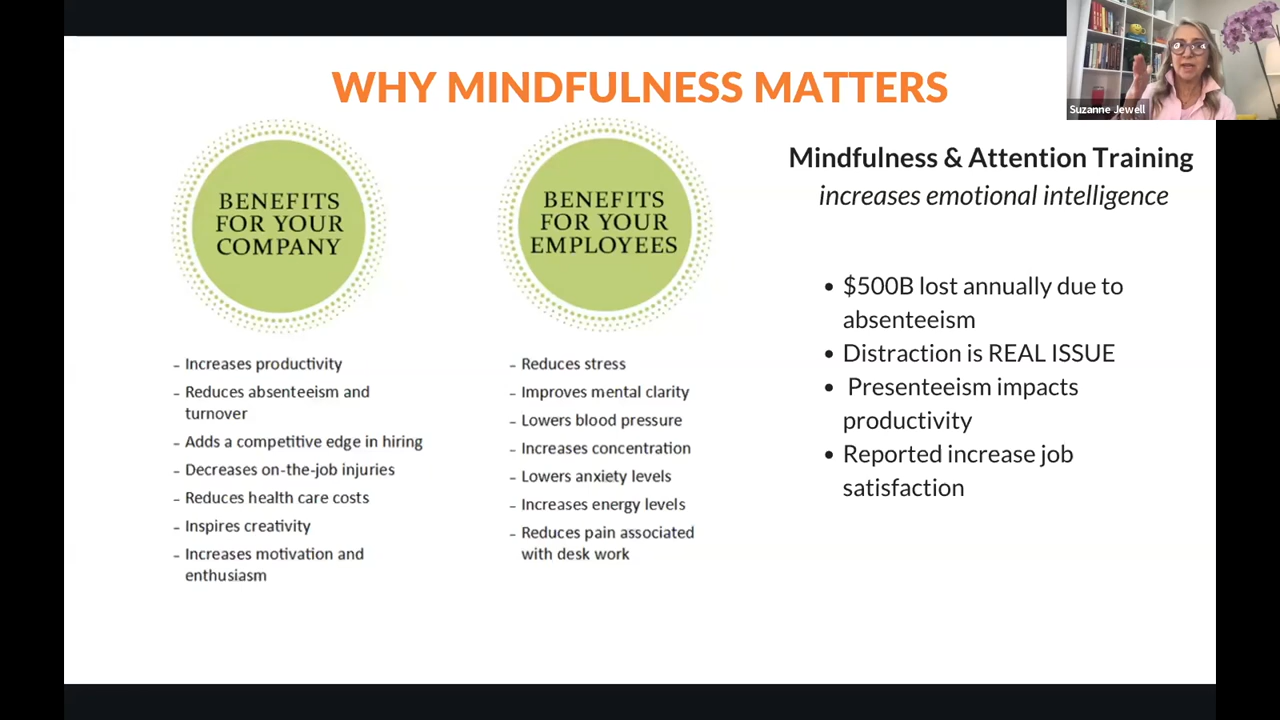 WHY MINDFULNESS MATTERS
Suzanne Jewell
BENEFITS
FOR YOUR
COMPANY
- Increases productivity
- Reduces absenteeism and
turnover
- Adds a competitive edge in hiring
- Decreases on-the-job injuries
- Reduces health care costs
- Inspires creativity
- Increases motivation and
enthusiasm
BENEFITS
FOR YOUR
EMPLOYEES
- Reduces stress
- Improves mental clarity
- Lowers blood pressure
- Increases concentration
- Lowers anxiety levels
- Increases energy levels
- Reduces pain associated
with desk work
Mindfulness & Attention Training
increases emotional intelligence
• $500B lost annually due to
absenteeism
• Distraction is REAL ISSUE
• Presenteeism impacts
productivity
• Reported increase job
satisfaction